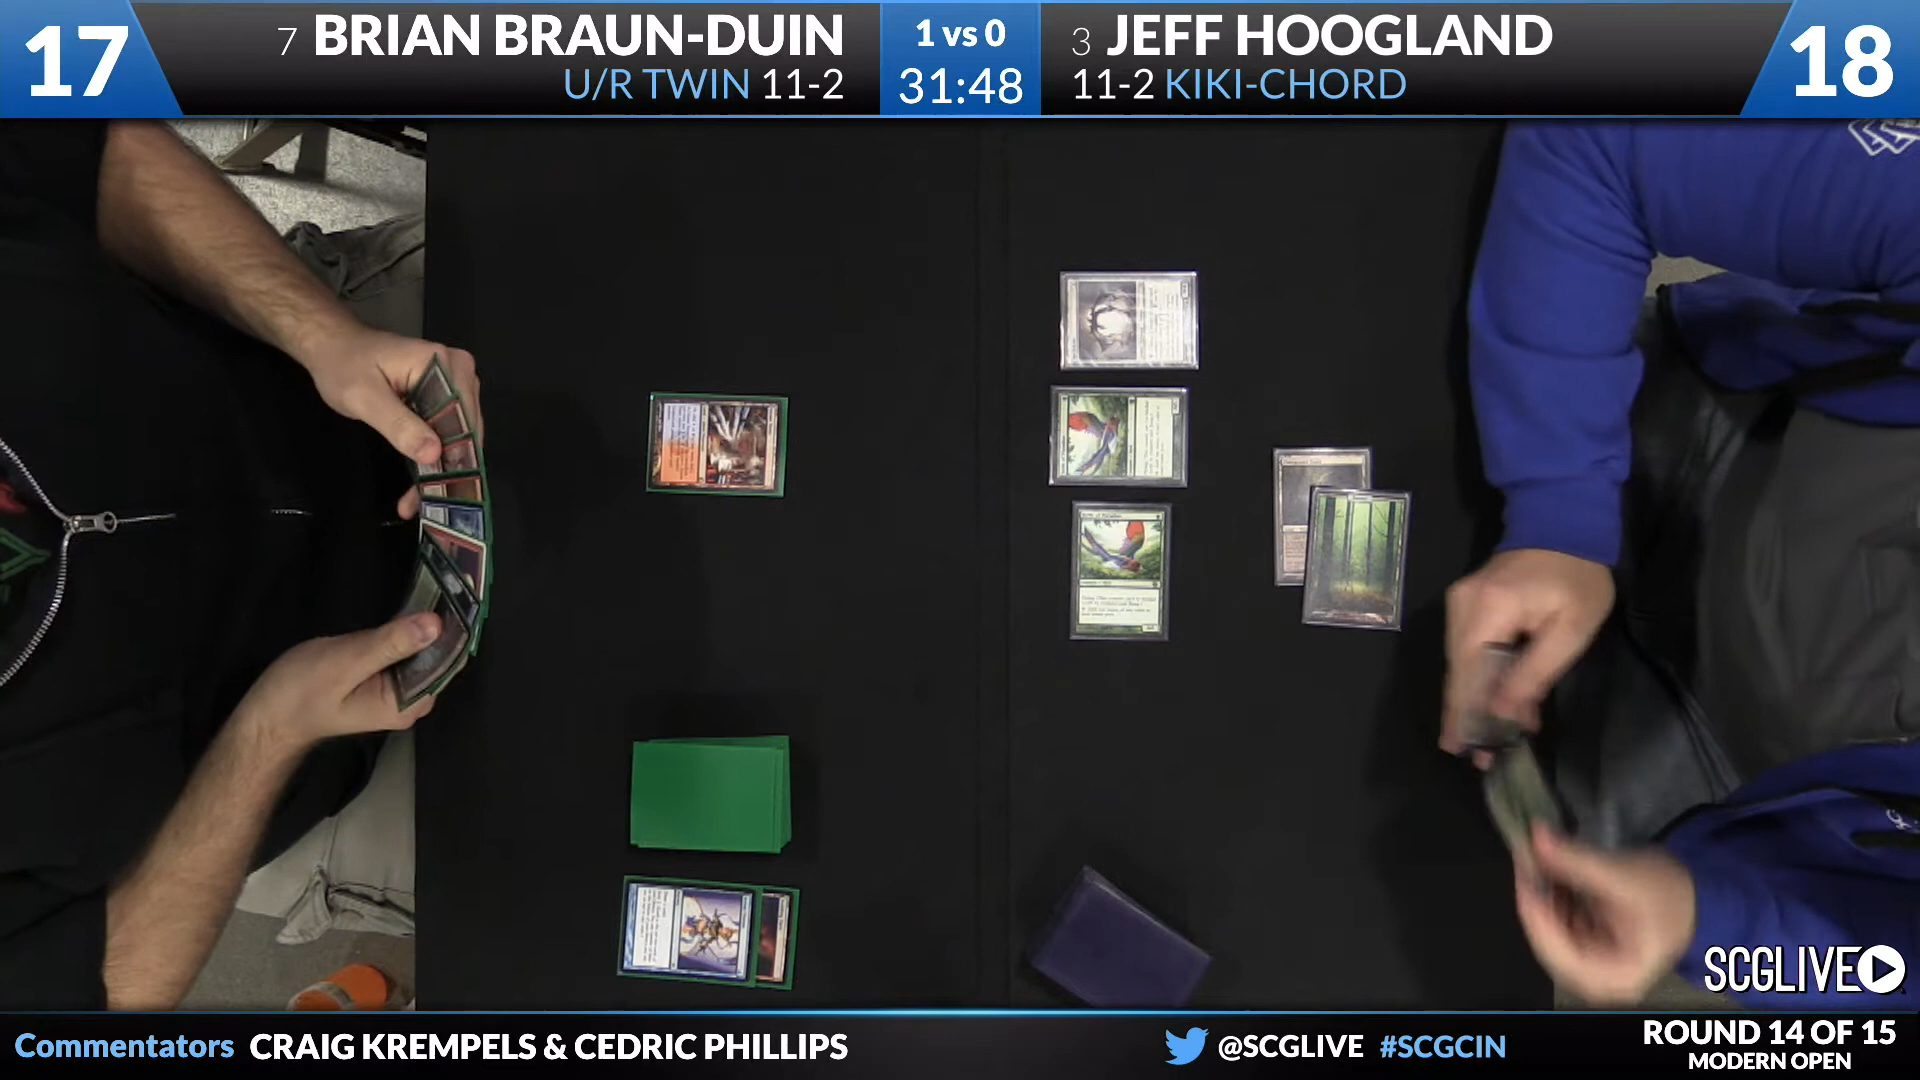 17
7 BRIAN BRAUN-DUIN
U/R TWIN 11-2
1 vs 0
31:48
3 JEFF HOOGLAND
11-2 KIKI-CHORD
18
SCGLIVE
Commentators CRAIG KREMPELS & CEDRIC PHILLIPS
@SCGLIVE #SCGCIN
ROUND 14 OF 15
MODERN OPEN